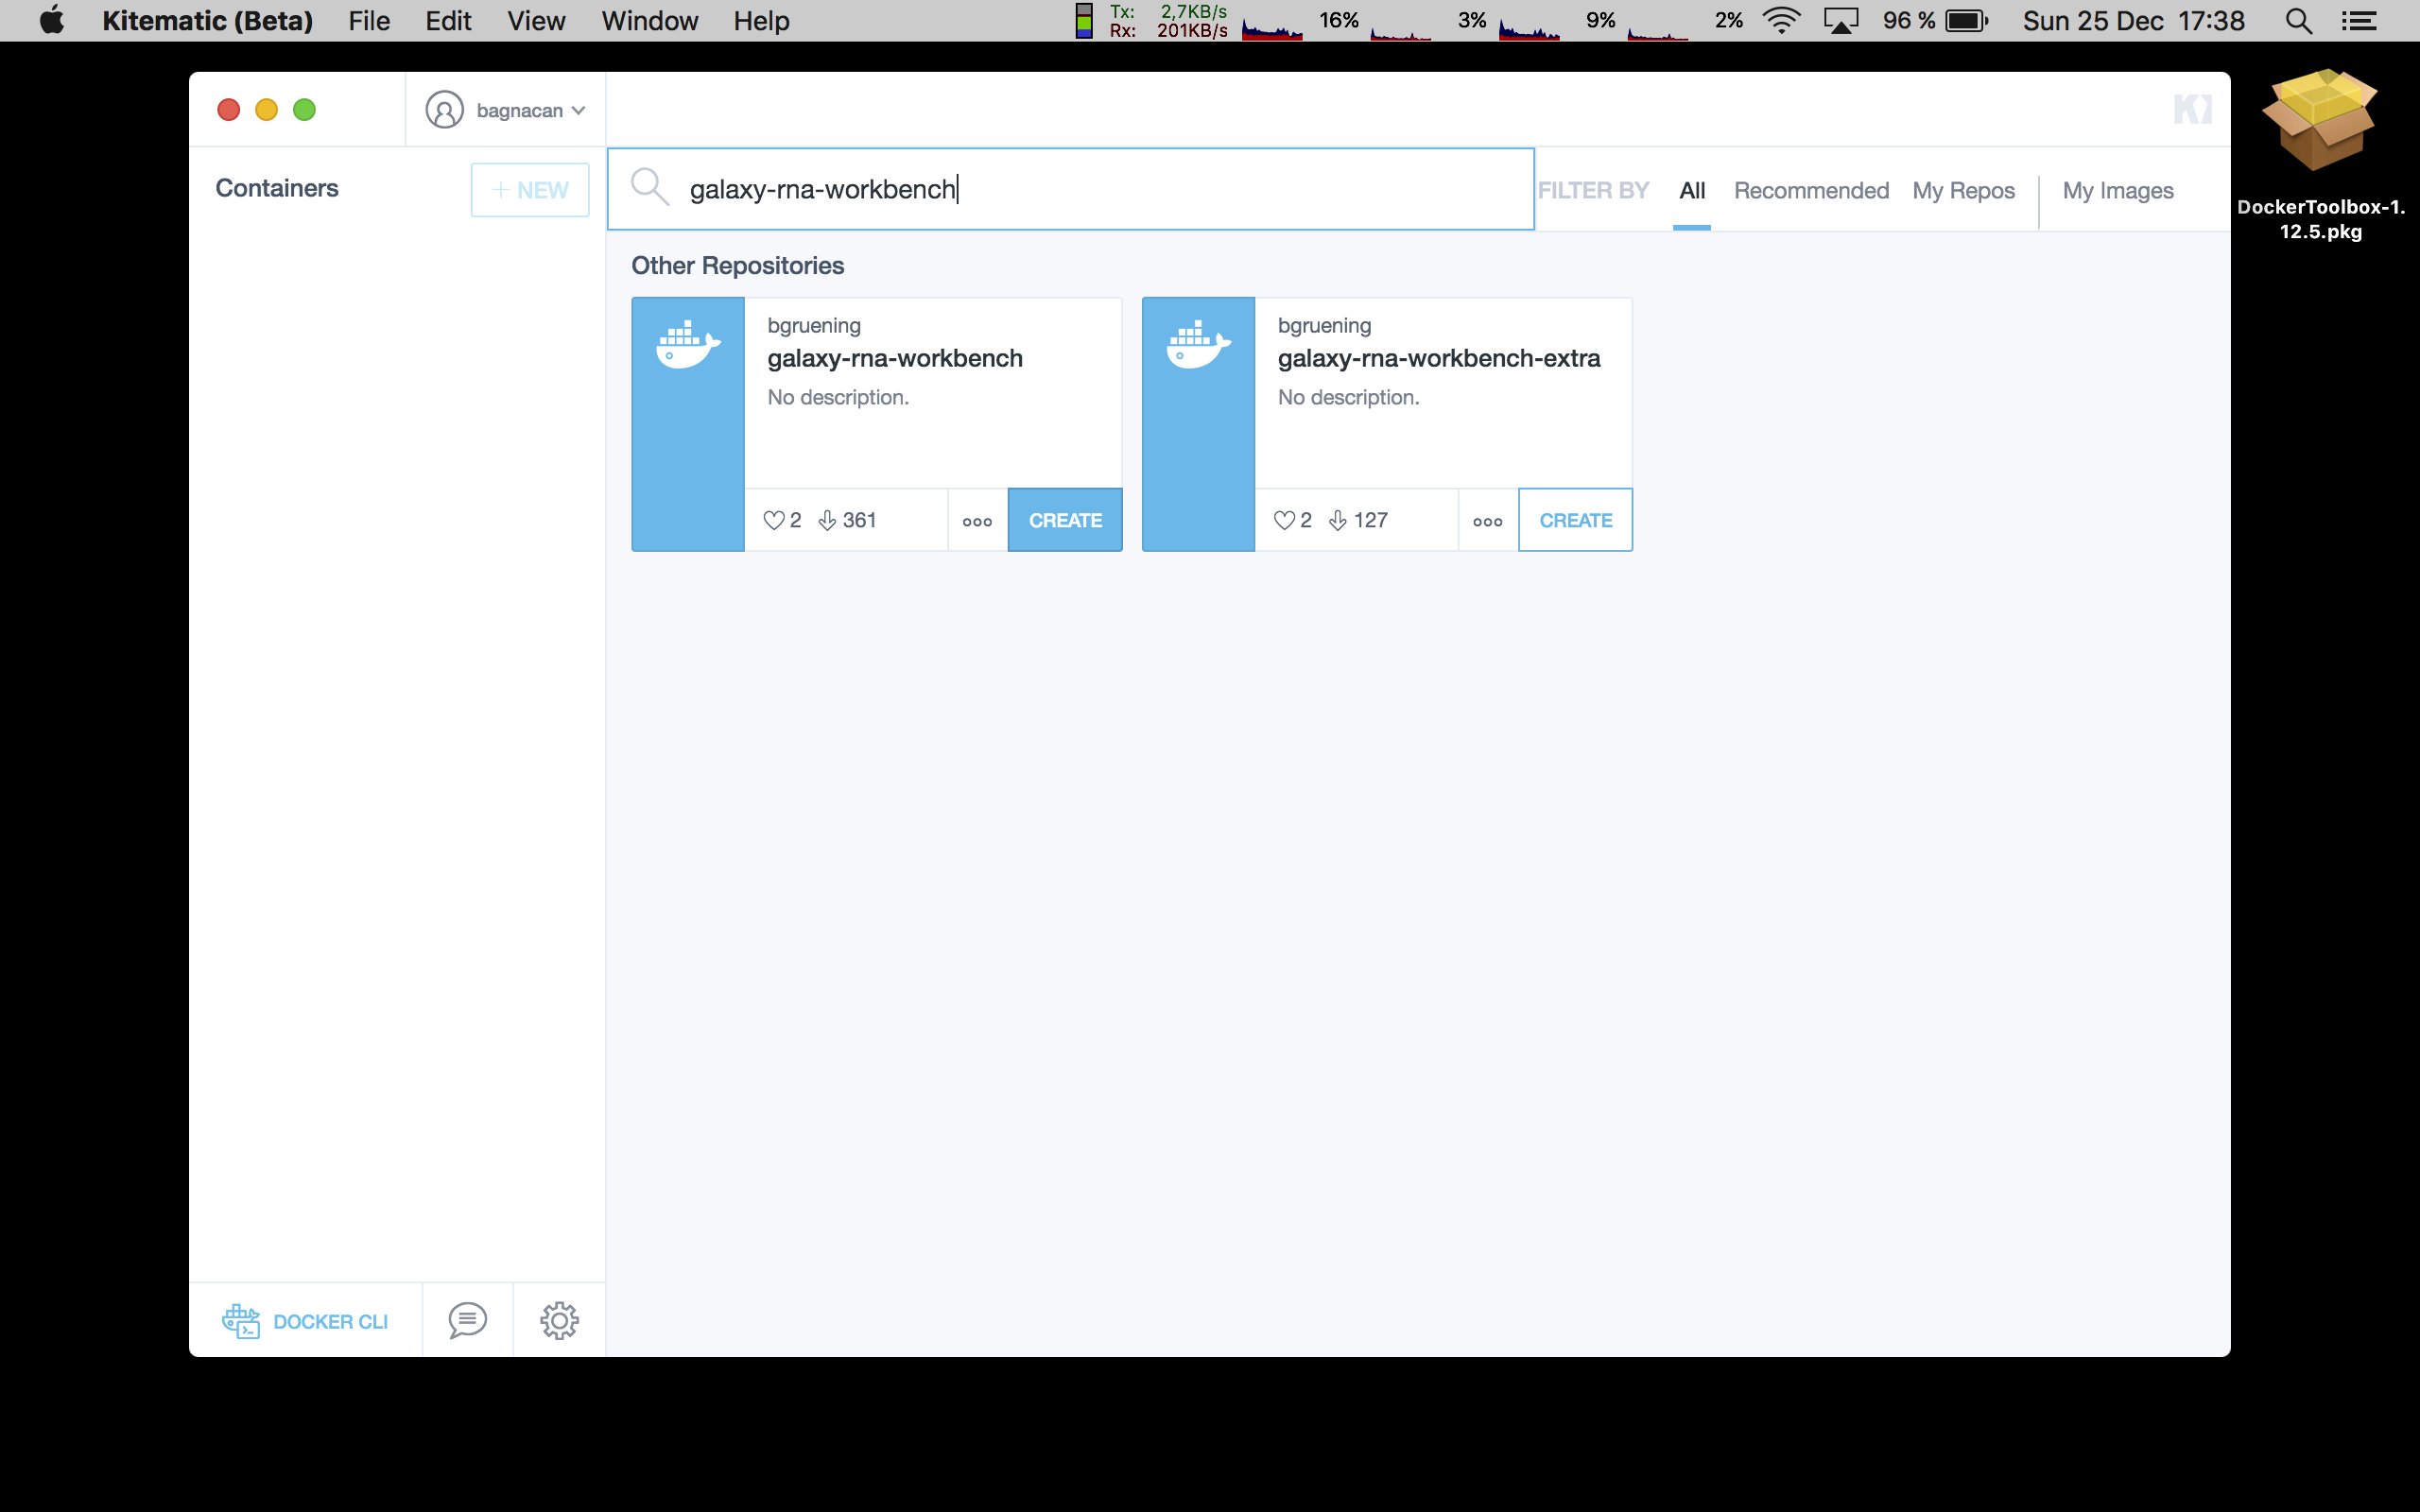 Kitematic (Beta) File Edit View Window Help Tx: 2,7KB/s 16% 3% 9% 2% 96 % Sun 25 Dec 17:38
Rx: 201KB/s
bagnacan
Containers
+ NEW
galaxy-rna-workbench
FILTER BY All Recommended My Repos My Images
DockerToolbox-1.
12.5.pkg
Other Repositories
bgruening
galaxy-rna-workbench
No description.
2 361
CREATE
bgruening
galaxy-rna-workbench-extra
No description.
2 127
CREATE
DOCKER CLI